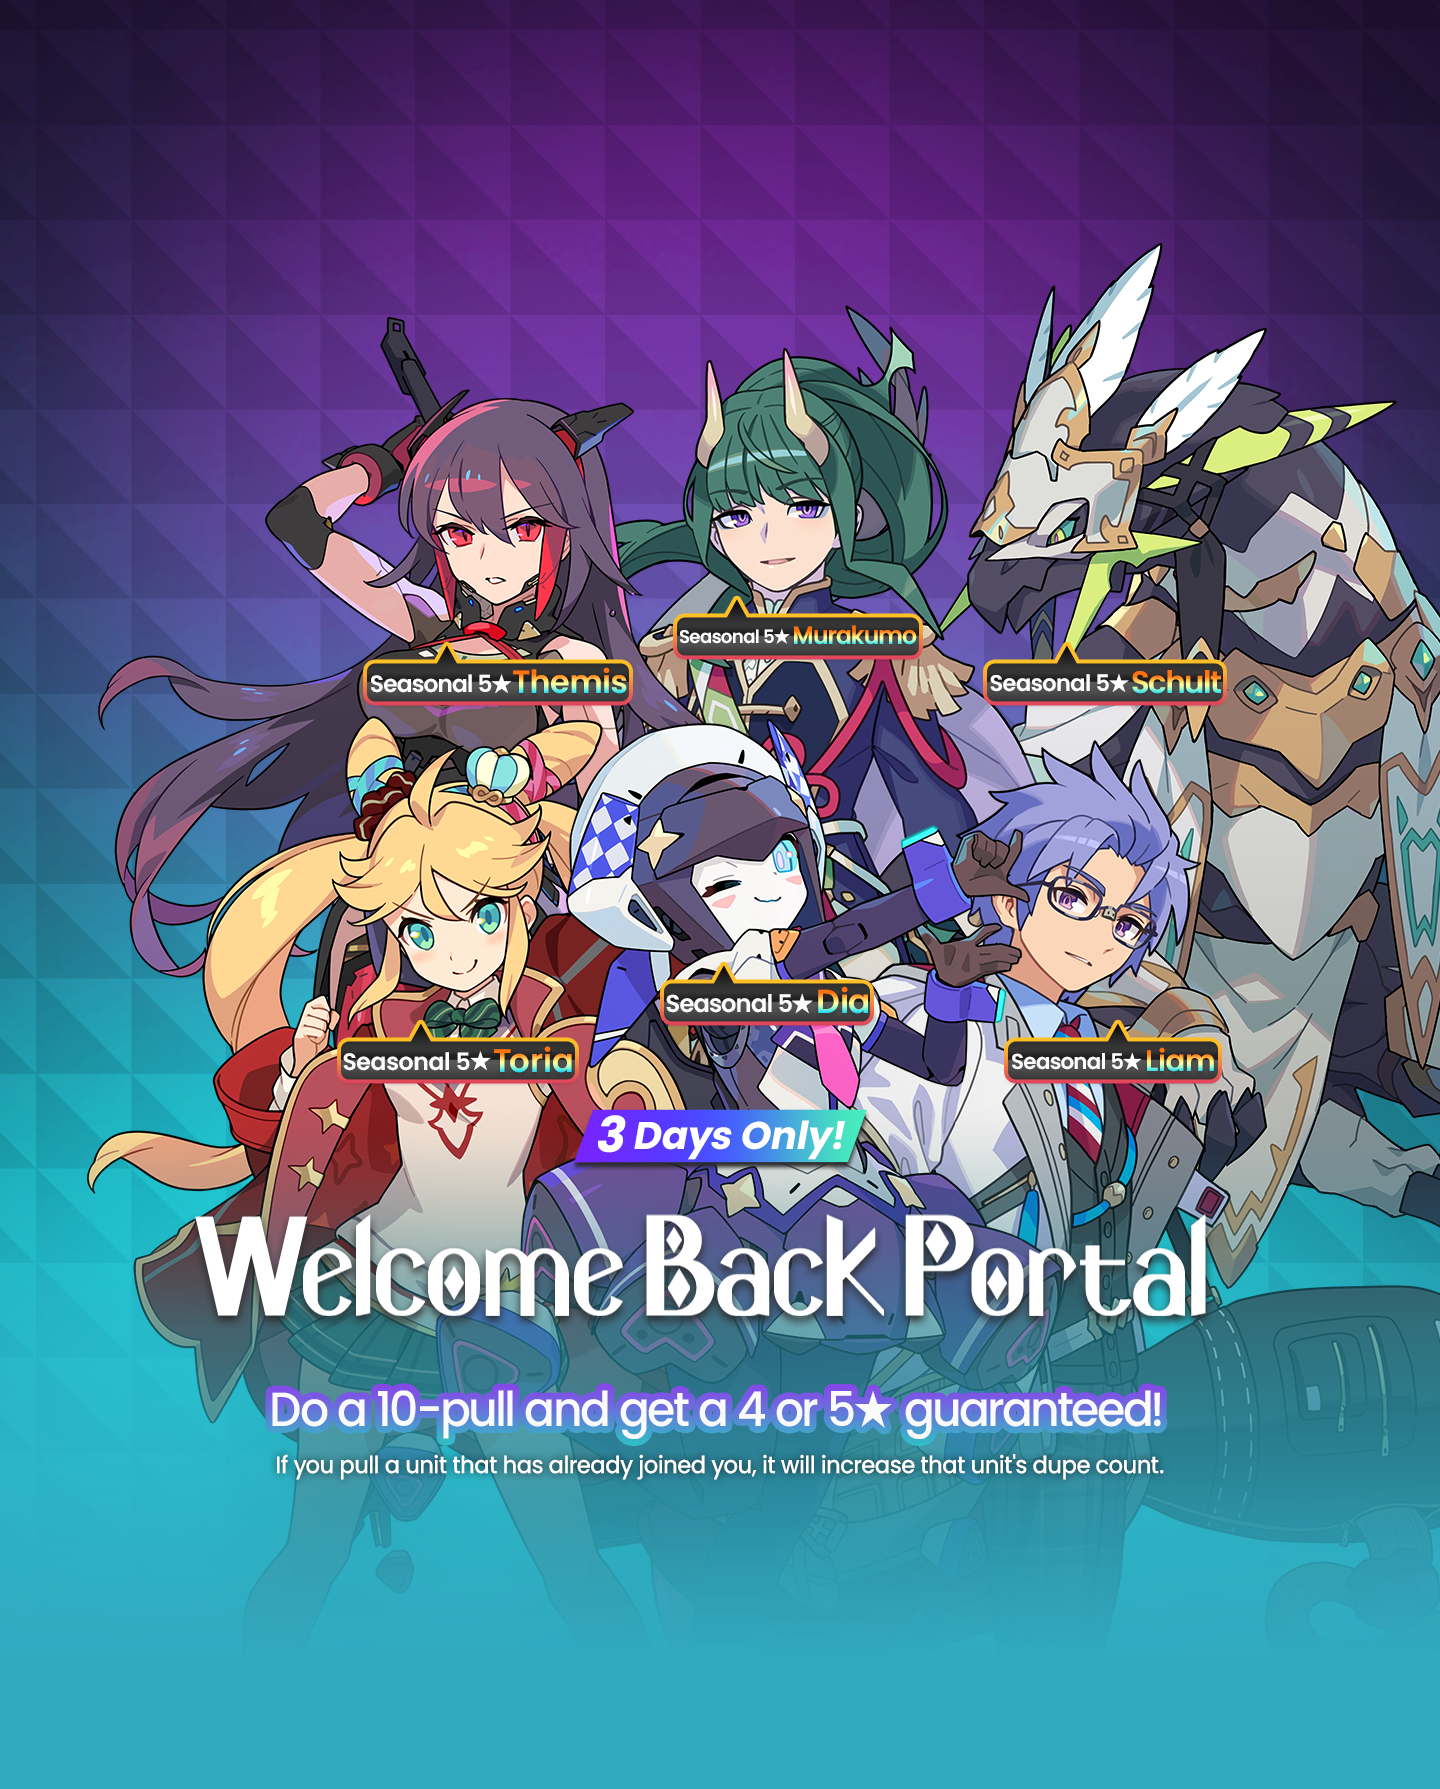 Seasonal 5★ Murakumo
Seasonal 5★ Themis
Seasonal 5★ Schult
Seasonal 5★ Dia
Seasonal 5★ Toria
Seasonal 5★ Liam
3 Days Only!
Welcome Back Portal
Do a 10-pull and get a 4 or 5★ guaranteed!
If you pull a unit that has already joined you, it will increase that unit's dupe count.